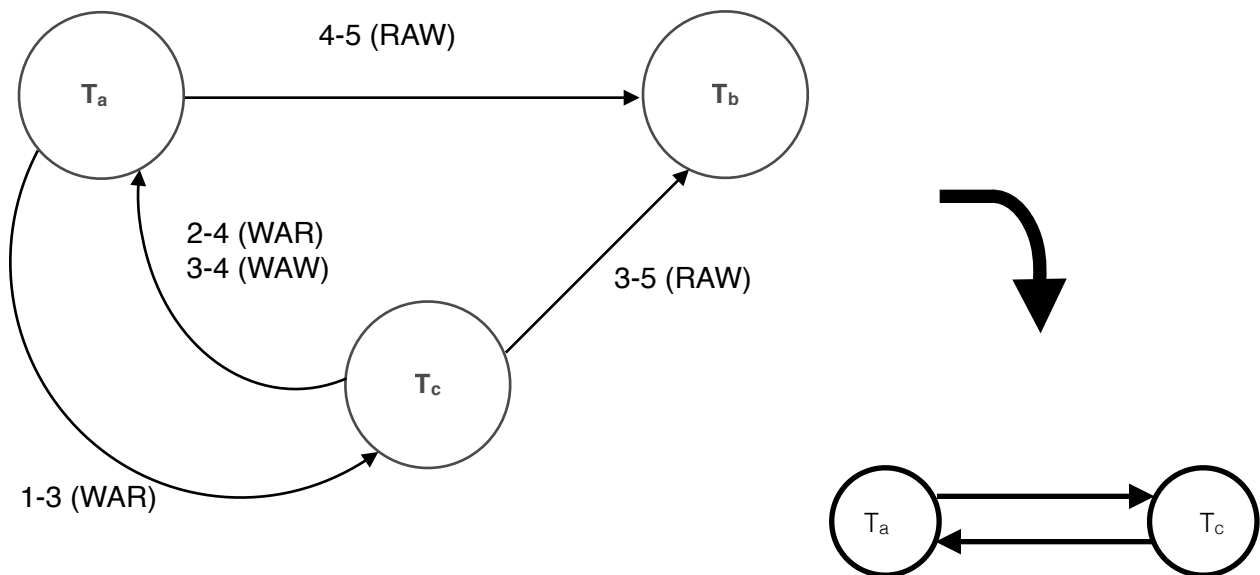 4-5 (RAW)
Ta
Tb
2-4 (WAR)
3-4 (WAW)
3-5 (RAW)
Tc
1-3 (WAR)
Ta
Tc